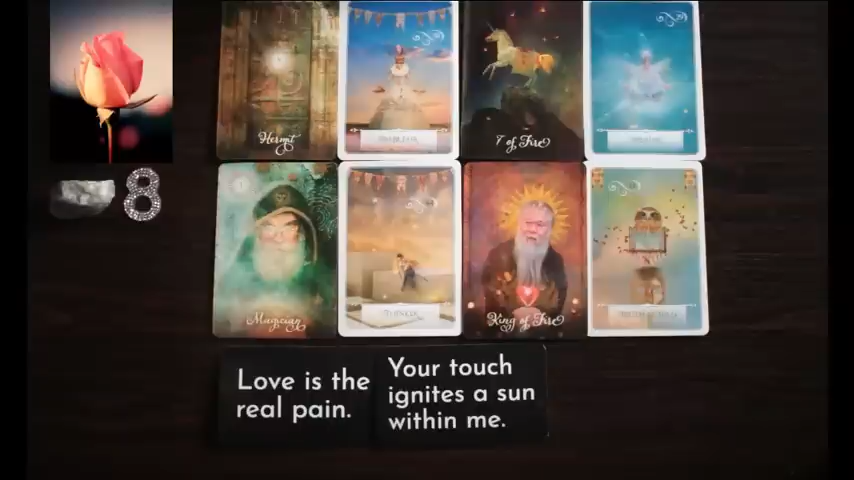 Hermit
7 of Fire
8
Magician
King of Fire
Love is the
real pain.
Your touch
ignites a sun
within me.